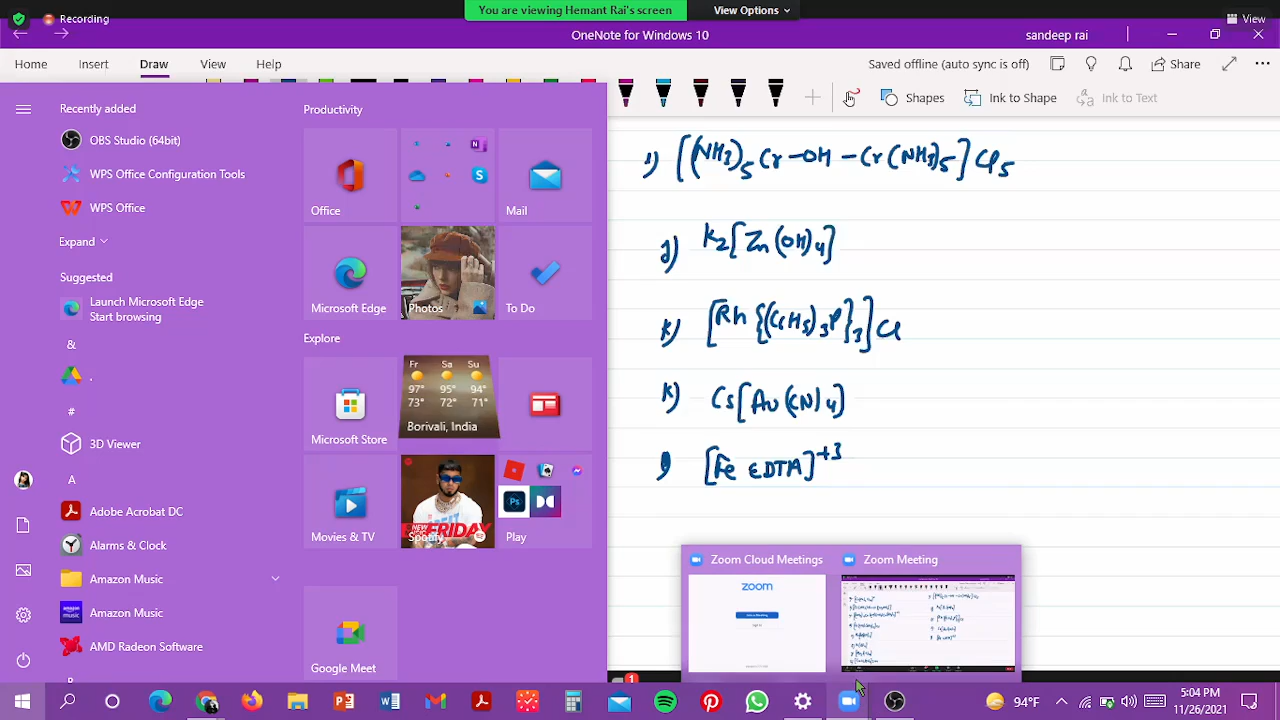 Recording
You are viewing Hemant Rai's screen
View Options
View
OneNote for Windows 10
sandeep rai
Home
Insert
Draw
View
Help
Saved offline (auto sync is off)
Share
Shapes
Ink to Shape
Ink to Text
Recently added
OBS Studio (64bit)
WPS Office Configuration Tools
WPS Office
Expand
Suggested
Launch Microsoft Edge
Start browsing
&
.
#
3D Viewer
A
Adobe Acrobat DC
Alarms & Clock
Amazon Music
Amazon Music
AMD Radeon Software
Productivity
Office
Mail
Microsoft Edge
Photos
To Do
Explore
Microsoft Store
Fr Sa Su
97° 95° 94°
73° 72° 71°
Borivali, India
Movies & TV
Spotify
Ps
Play
Google Meet
1) [(NH3)5 Cr - OH - Cr (NH3)5] Cl5
J) K2[Zn(OH)4]
K) [Rh{(C6H5)3P}3]Cl
K) Cs[Au(CN)4]
[Fe EDTA]+3
Zoom Cloud Meetings
Zoom Meeting
zoom
1
94°F
5:04 PM
11/26/2021